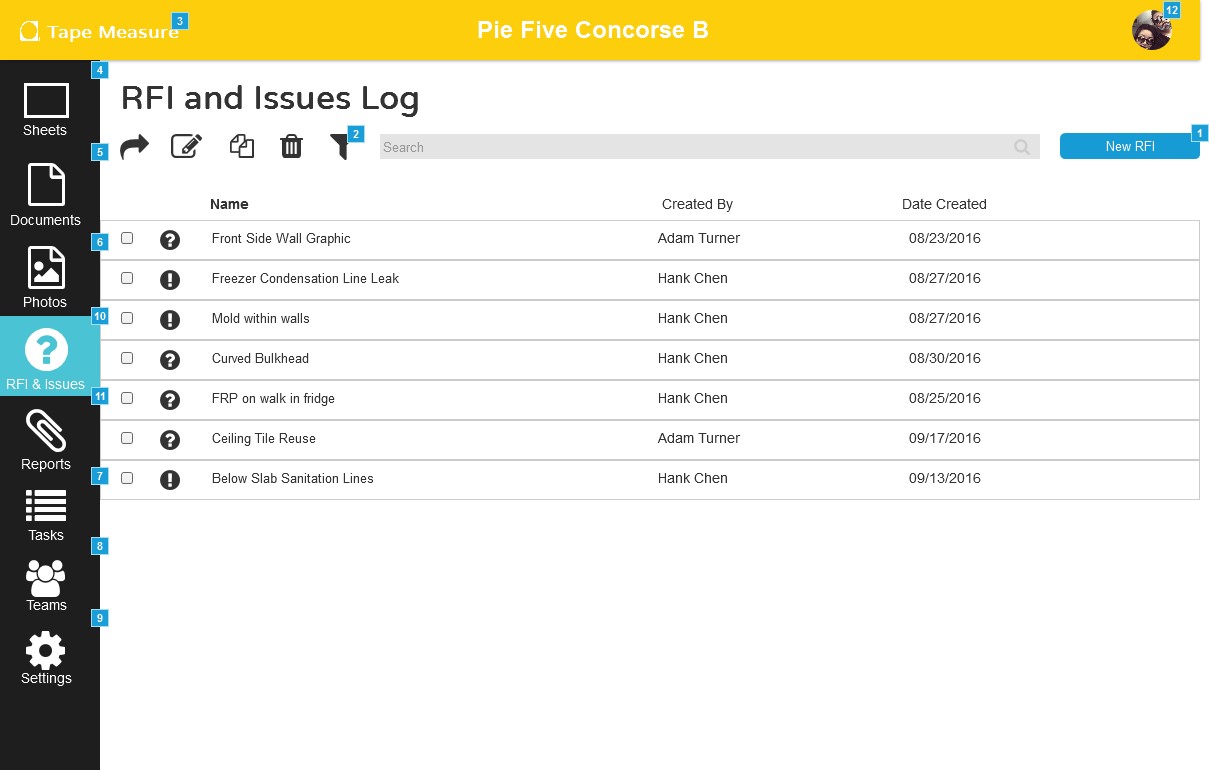 Tape Measure
3
Pie Five Concorse B
12
4
Sheets
5
Documents
6
Photos
10
RFI & Issues
11
Reports
7
Tasks
8
Teams
9
Settings
RFI and Issues Log
2
Search
1
New RFI
Name Created By Date Created
Front Side Wall Graphic Adam Turner 08/23/2016
Freezer Condensation Line Leak Hank Chen 08/27/2016
Mold within walls Hank Chen 08/27/2016
Curved Bulkhead Hank Chen 08/30/2016
FRP on walk in fridge Hank Chen 08/25/2016
Ceiling Tile Reuse Adam Turner 09/17/2016
Below Slab Sanitation Lines Hank Chen 09/13/2016